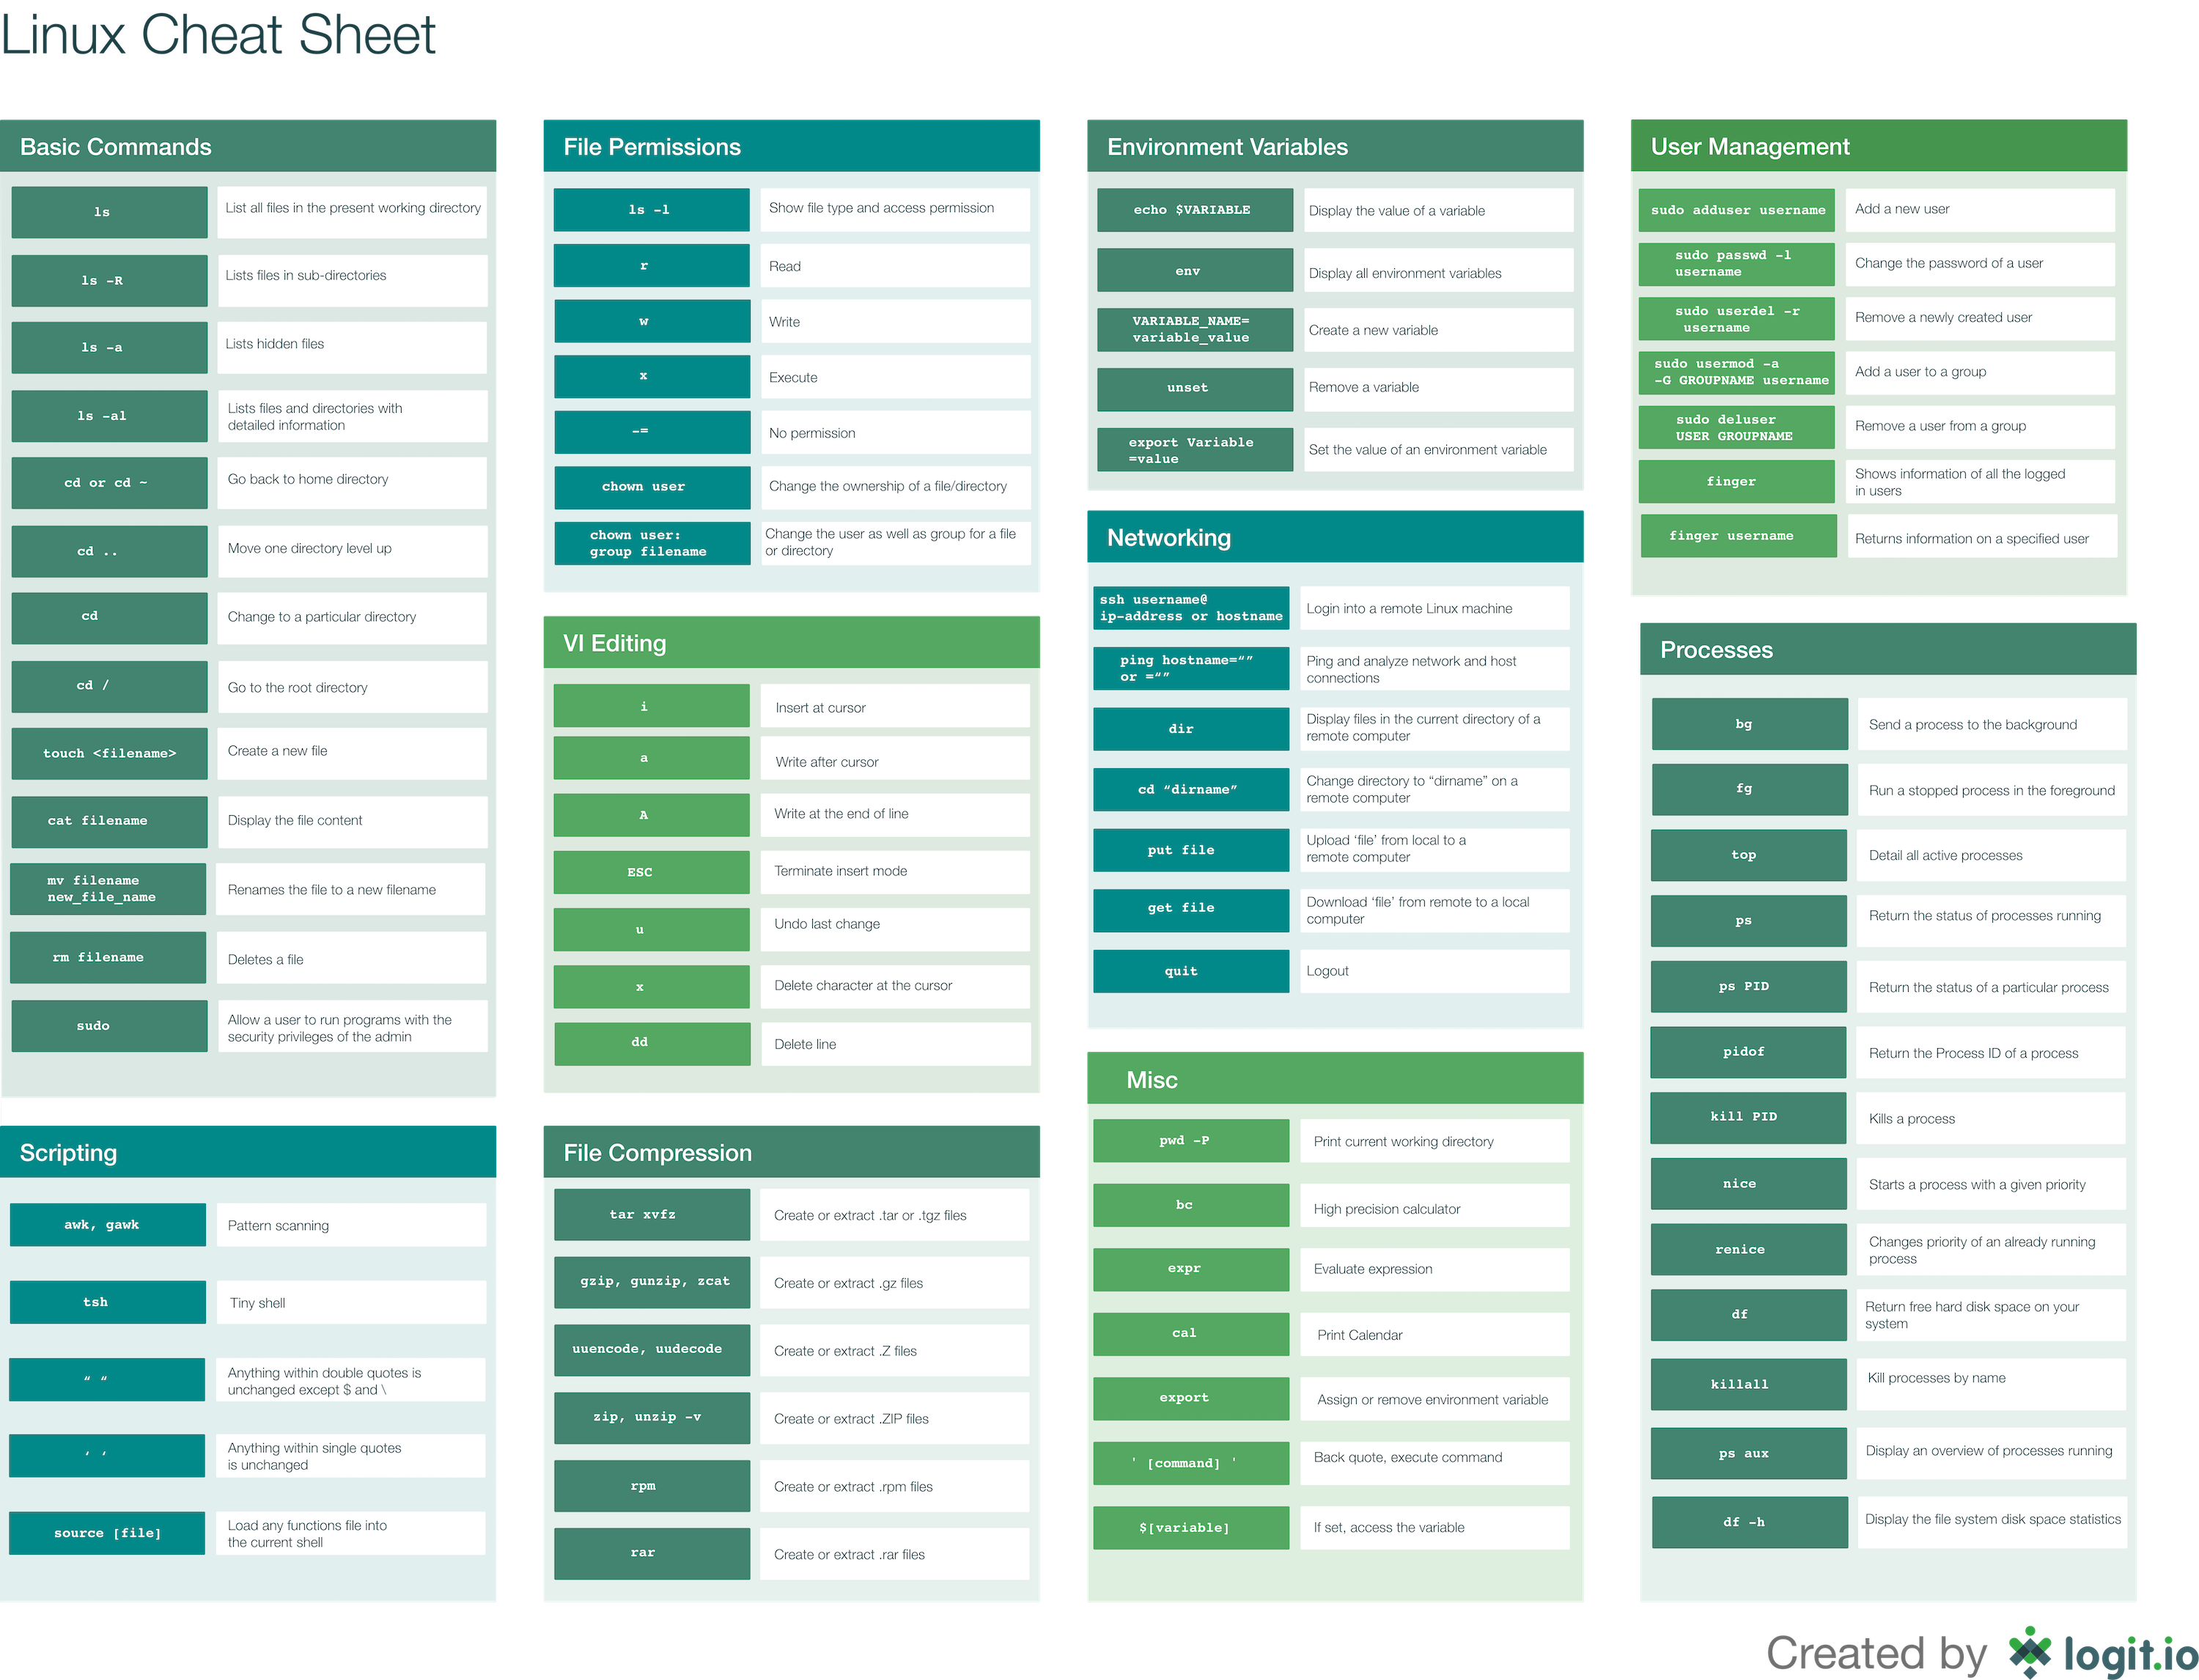 Linux Cheat Sheet
Basic Commands
ls
List all files in the present working directory
ls -R
Lists files in sub-directories
ls -a
Lists hidden files
ls -al
Lists files and directories with
detailed information
cd or cd ~
Go back to home directory
cd ..
Move one directory level up
cd
Change to a particular directory
cd /
Go to the root directory
touch <filename>
Create a new file
cat filename
Display the file content
mv filename
new_file_name
Renames the file to a new filename
rm filename
Deletes a file
sudo
Allow a user to run programs with the
security privileges of the admin
Scripting
awk, gawk
Pattern scanning
tsh
Tiny shell
“ “
Anything within double quotes is
unchanged except $ and \
‘ ‘
Anything within single quotes
is unchanged
source [file]
Load any functions file into
the current shell
File Permissions
ls -l
Show file type and access permission
r
Read
w
Write
x
Execute
-=
No permission
chown user
Change the ownership of a file/directory
chown user:
group filename
Change the user as well as group for a file
or directory
VI Editing
i
Insert at cursor
a
Write after cursor
A
Write at the end of line
ESC
Terminate insert mode
u
Undo last change
x
Delete character at the cursor
dd
Delete line
File Compression
tar xvfz
Create or extract .tar or .tgz files
gzip, gunzip, zcat
Create or extract .gz files
uuencode, uudecode
Create or extract .Z files
zip, unzip -v
Create or extract .ZIP files
rpm
Create or extract .rpm files
rar
Create or extract .rar files
Environment Variables
echo $VARIABLE
Display the value of a variable
env
Display all environment variables
VARIABLE_NAME=
variable_value
Create a new variable
unset
Remove a variable
export Variable
=value
Set the value of an environment variable
Networking
ssh username@
ip-address or hostname
Login into a remote Linux machine
ping hostname=“”
or =“”
Ping and analyze network and host
connections
dir
Display files in the current directory of a
remote computer
cd “dirname”
Change directory to “dirname” on a
remote computer
put file
Upload ‘file’ from local to a
remote computer
get file
Download ‘file’ from remote to a local
computer
quit
Logout
Misc
pwd -P
Print current working directory
bc
High precision calculator
expr
Evaluate expression
cal
Print Calendar
export
Assign or remove environment variable
' [command] '
Back quote, execute command
$[variable]
If set, access the variable
User Management
sudo adduser username
Add a new user
sudo passwd -l
username
Change the password of a user
sudo userdel -r
username
Remove a newly created user
sudo usermod -a
-G GROUPNAME username
Add a user to a group
sudo deluser
USER GROUPNAME
Remove a user from a group
finger
Shows information of all the logged
in users
finger username
Returns information on a specified user
Processes
bg
Send a process to the background
fg
Run a stopped process in the foreground
top
Detail all active processes
ps
Return the status of processes running
ps PID
Return the status of a particular process
pidof
Return the Process ID of a process
kill PID
Kills a process
nice
Starts a process with a given priority
renice
Changes priority of an already running
process
df
Return free hard disk space on your
system
killall
Kill processes by name
ps aux
Display an overview of processes running
df -h
Display the file system disk space statistics
Created by logit.io